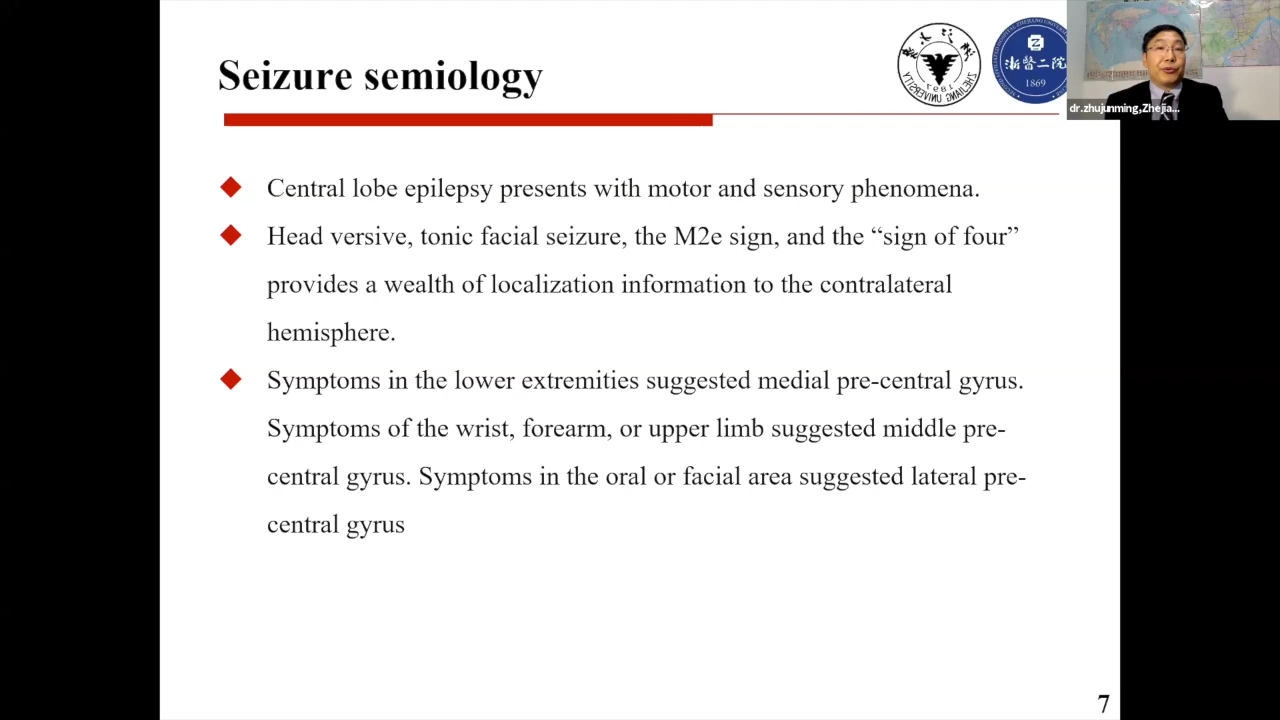 Seizure semiology
浙醫二院
1869
ZHEJIANG UNIVERSITY
1897
dr.zhujunming,Zhejia...
Central lobe epilepsy presents with motor and sensory phenomena.
Head versive, tonic facial seizure, the M2e sign, and the “sign of four”
provides a wealth of localization information to the contralateral
hemisphere.
Symptoms in the lower extremities suggested medial pre-central gyrus.
Symptoms of the wrist, forearm, or upper limb suggested middle pre-
central gyrus. Symptoms in the oral or facial area suggested lateral pre-
central gyrus
7